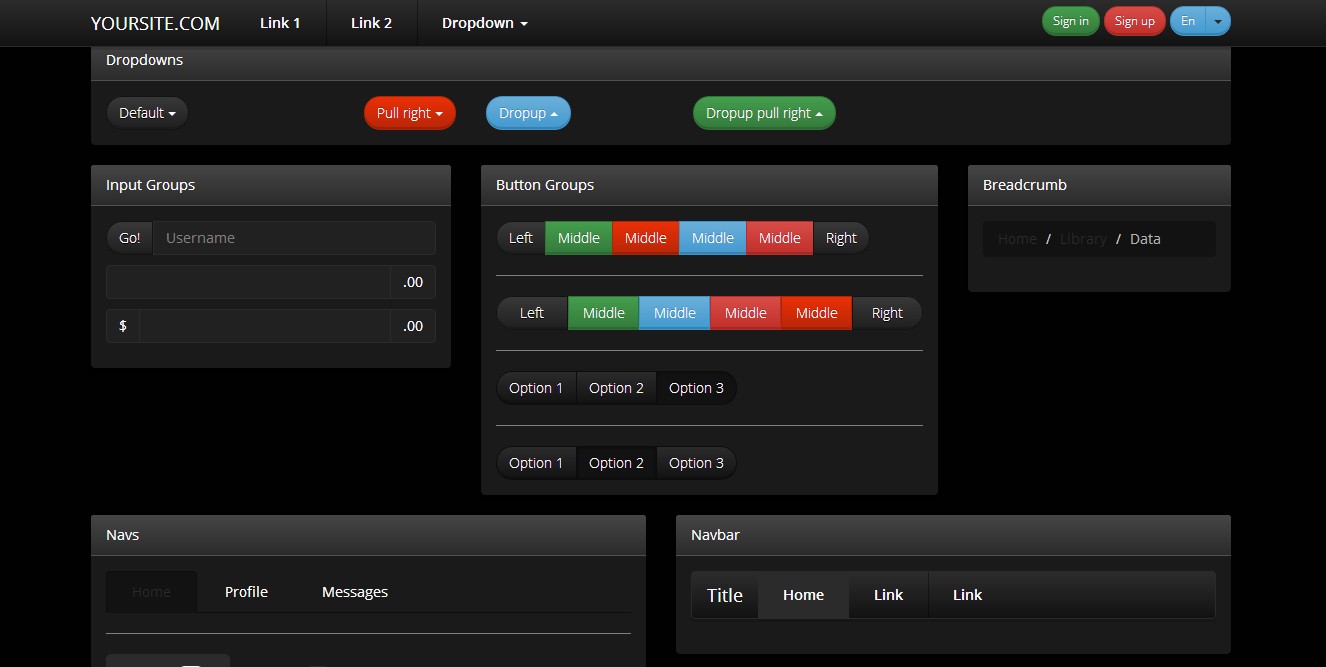 YOURSITE.COM Link 1 Link 2 Dropdown Sign in Sign up En
Dropdowns
Default Pull right Dropup Dropup pull right
Input Groups
Go! Username
.00
$ .00
Button Groups
Left Middle Middle Middle Middle Right
Left Middle Middle Middle Middle Right
Option 1 Option 2 Option 3
Option 1 Option 2 Option 3
Breadcrumb
Home / Library / Data
Navs
Home Profile Messages
Navbar
Title Home Link Link